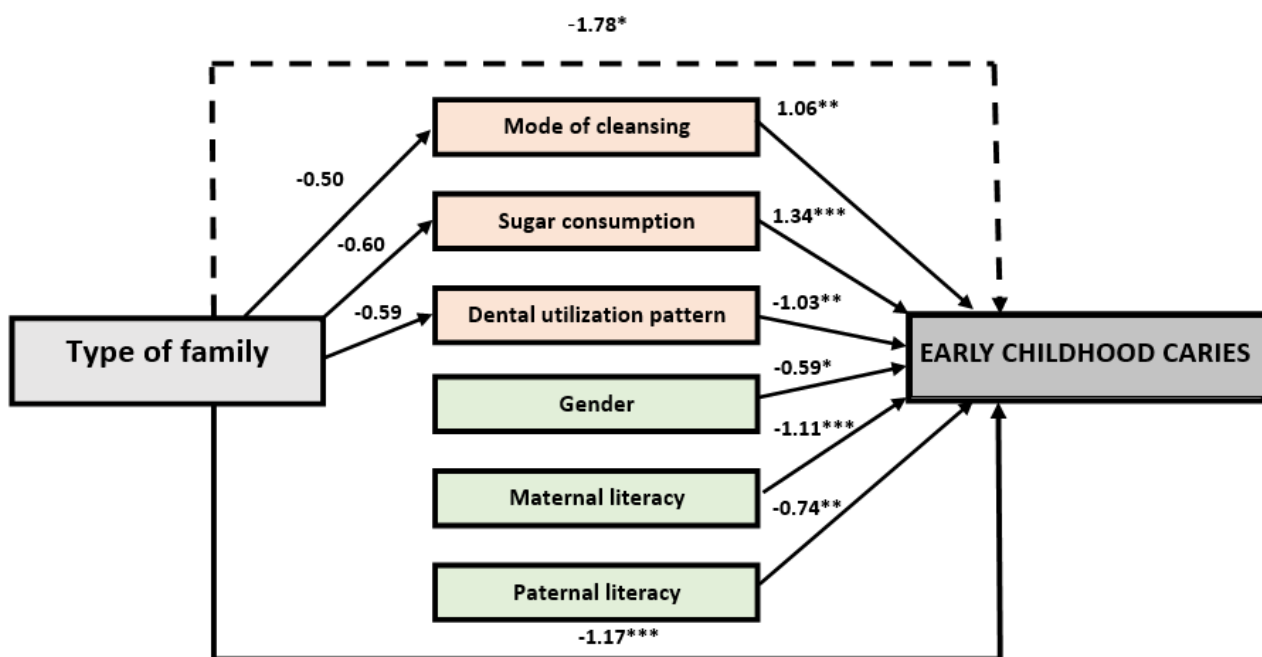 -1.78*
Mode of cleansing
1.06**
-0.50
Sugar consumption
1.34***
-0.60
Dental utilization pattern
-1.03**
-0.59
Type of family
EARLY CHILDHOOD CARIES
Gender
-0.59*
-1.11***
Maternal literacy
-0.74**
Paternal literacy
-1.17***